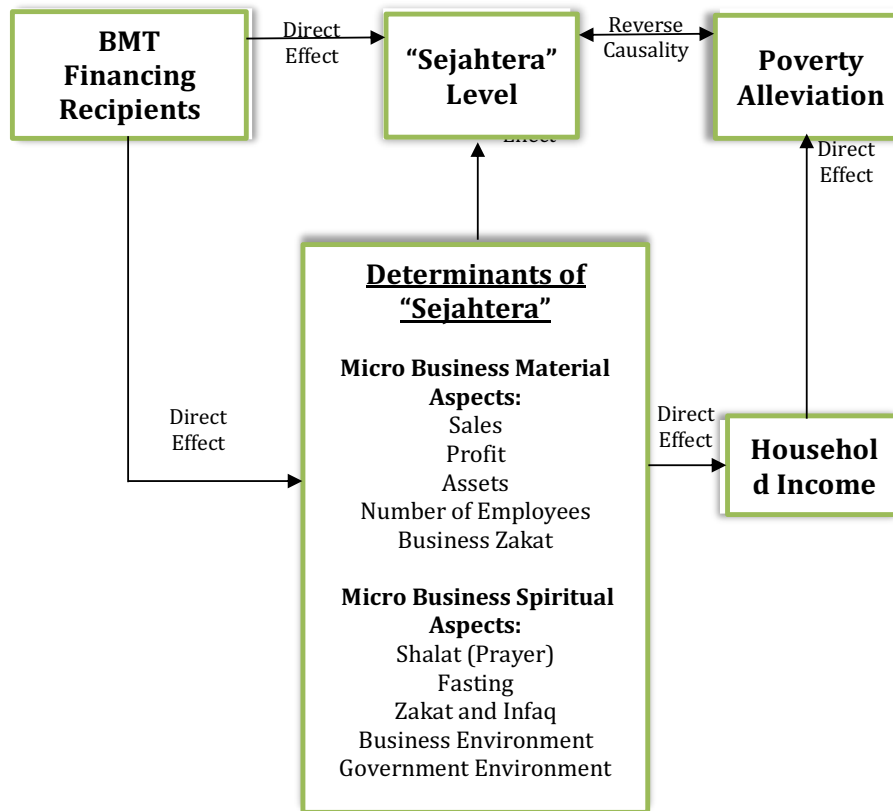 BMT
Financing
Recipients
Direct
Effect
“Sejahtera”
Level
Reverse
Causality
Poverty
Alleviation
Effect
Direct
Effect
Determinants of
“Sejahtera”
Micro Business Material
Aspects:
Sales
Profit
Assets
Number of Employees
Business Zakat
Micro Business Spiritual
Aspects:
Shalat (Prayer)
Fasting
Zakat and Infaq
Business Environment
Government Environment
Direct
Effect
Direct
Effect
Househol
d Income